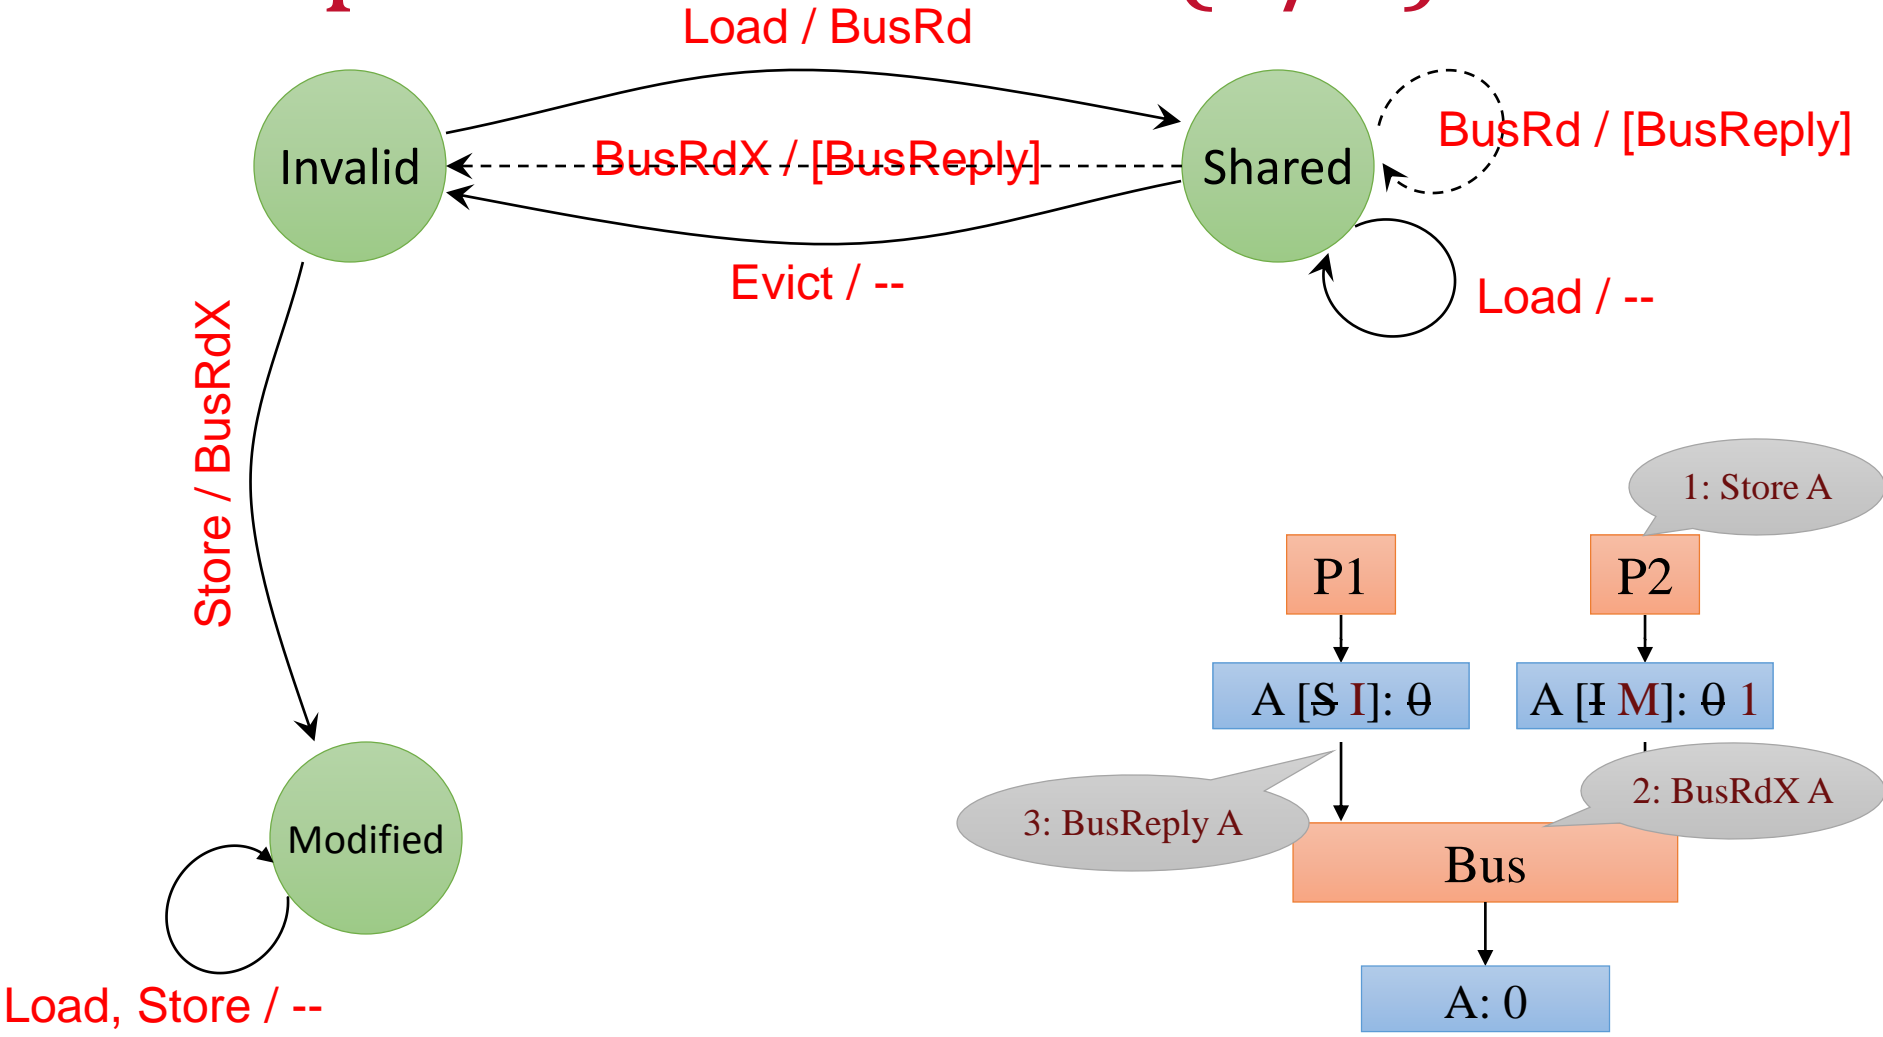 Load / BusRd
Invalid
BusRdX / [BusReply]
Shared
BusRd / [BusReply]
Evict / --
Load / --
Store / BusRdX
1: Store A
P1
P2
A [S I]: 0
A [I M]: 0 1
2: BusRdX A
3: BusReply A
Modified
Bus
Load, Store / --
A: 0